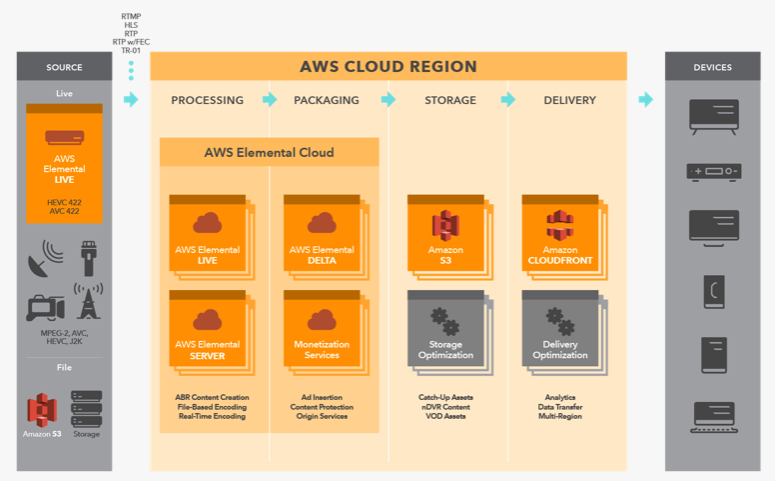 RTMP
HLS
RTP
RTP w/FEC
TR-01
SOURCE
Live
AWS
Elemental
LIVE
HEVC 422
AVC 422
MPEG-2, AVC,
HEVC, J2K
File
Amazon S3
Storage
AWS CLOUD REGION
PROCESSING
PACKAGING
STORAGE
DELIVERY
AWS Elemental Cloud
AWS Elemental
LIVE
AWS Elemental
DELTA
Amazon
S3
Amazon
CLOUDFRONT
AWS Elemental
SERVER
Monetization
Services
Storage
Optimization
Delivery
Optimization
ABR Content Creation
File-Based Encoding
Real-Time Encoding
Ad Insertion
Content Protection
Origin Services
Catch-Up Assets
nDVR Content
VOD Assets
Analytics
Data Transfer
Multi-Region
DEVICES